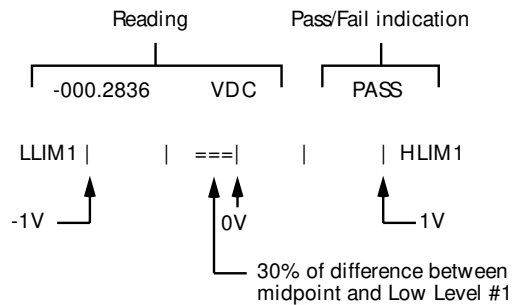 Reading Pass/Fail indication
-000.2836 VDC PASS
LLIM1 | | ===| | | HLIM1
-1V 0V 1V
30% of difference between
midpoint and Low Level #1